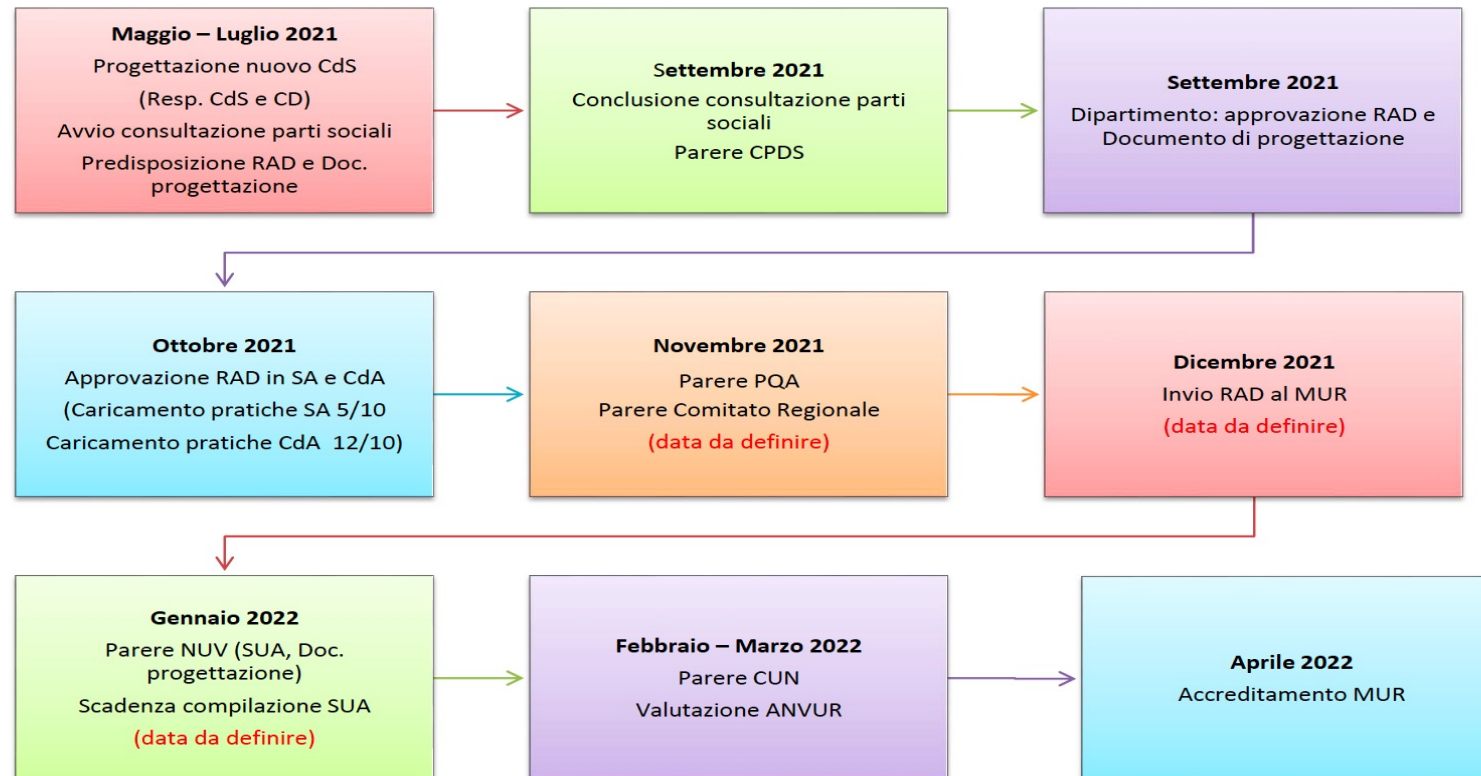 Maggio – Luglio 2021
Progettazione nuovo CdS
(Resp. CdS e CD)
Avvio consultazione parti sociali
Predisposizione RAD e Doc.
progettazione
Settembre 2021
Conclusione consultazione parti
sociali
Parere CPDS
Settembre 2021
Dipartimento: approvazione RAD e
Documento di progettazione
Ottobre 2021
Approvazione RAD in SA e CdA
(Caricamento pratiche SA 5/10
Caricamento pratiche CdA 12/10)
Novembre 2021
Parere PQA
Parere Comitato Regionale
(data da definire)
Dicembre 2021
Invio RAD al MUR
(data da definire)
Gennaio 2022
Parere NUV (SUA, Doc.
progettazione)
Scadenza compilazione SUA
(data da definire)
Febbraio – Marzo 2022
Parere CUN
Valutazione ANVUR
Aprile 2022
Accreditamento MUR